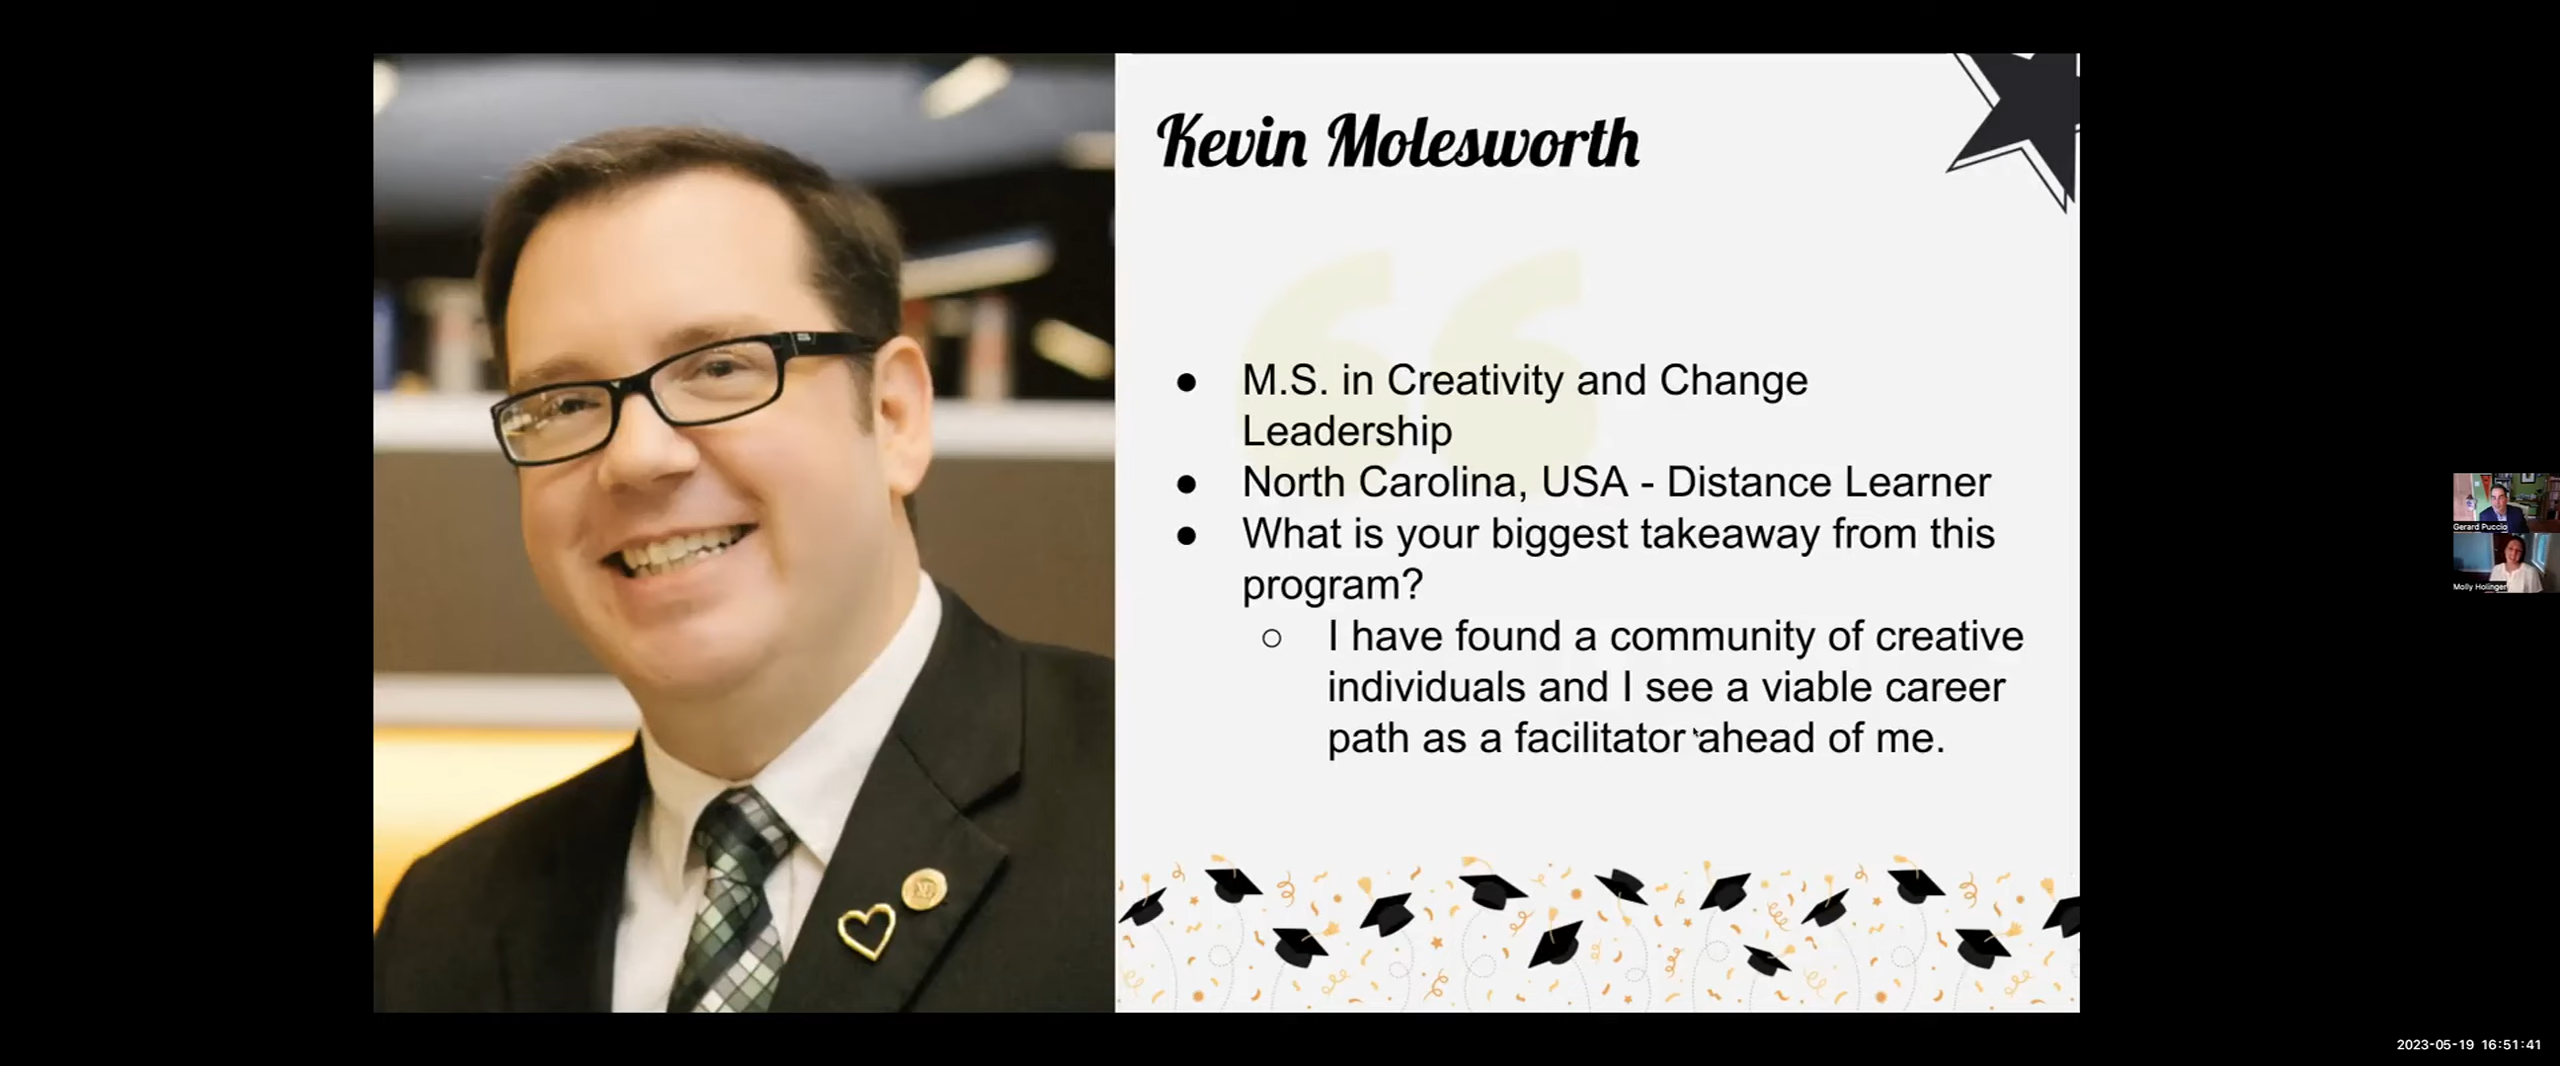 Kevin Molesworth
● M.S. in Creativity and Change
Leadership
● North Carolina, USA - Distance Learner
● What is your biggest takeaway from this
program?
○ I have found a community of creative
individuals and I see a viable career
path as a facilitator ahead of me.
Gerard Puccio
Molly Holinger
2023-05-19 16:51:41